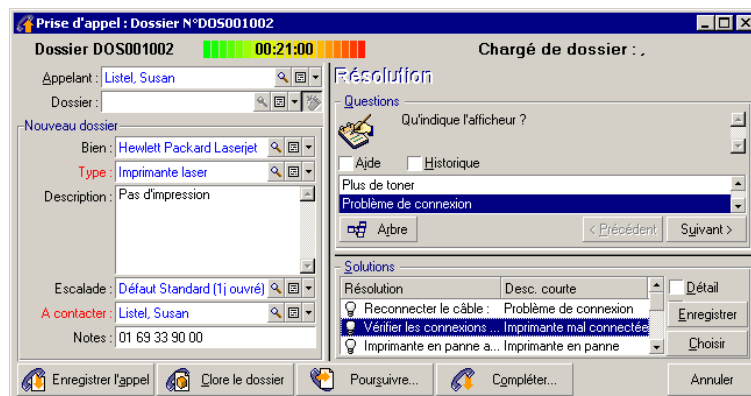 Prise d'appel : Dossier N°DOS001002
Dossier DOS001002
00:21:00
Chargé de dossier : ,
Appelant : Listel, Susan
Dossier :
Nouveau dossier
Bien : Hewlett Packard Laserjet
Type : Imprimante laser
Description : Pas d'impression
Escalade : Défaut Standard (1j ouvré)
A contacter : Listel, Susan
Notes : 01 69 33 90 00
Résolution
Questions
Qu'indique l'afficheur ?
Aide Historique
Plus de toner
Problème de connexion
Arbre < Précédent Suivant >
Solutions
Résolution Desc. courte
Reconnecter le câble : Problème de connexion
Vérifier les connexions ... Imprimante mal connectée
Imprimante en panne a... Imprimante en panne
Détail
Enregistrer
Choisir
Enregistrer l'appel Clore le dossier Poursuivre... Compléter... Annuler